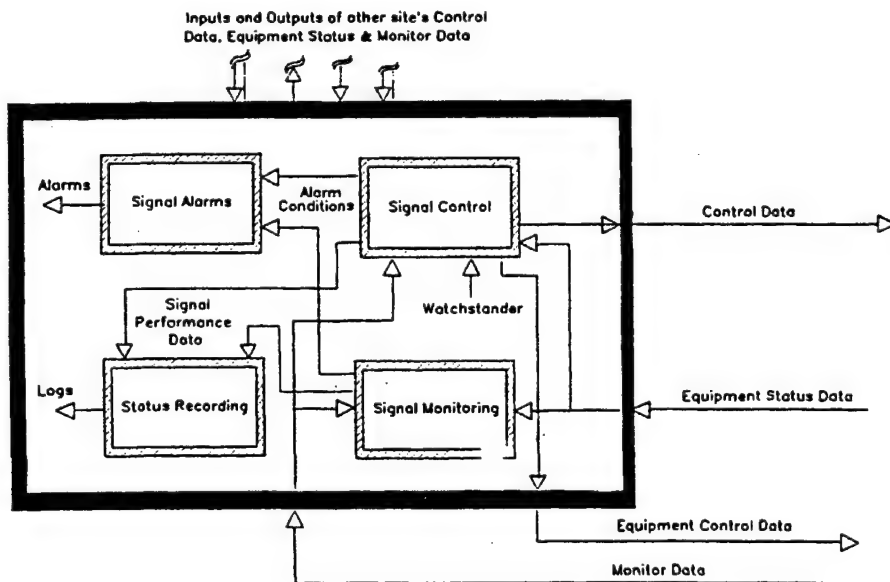 Inputs and Outputs of other site's Control
Data, Equipment Status & Monitor Data
Alarms
Signal Alarms
Alarm
Conditions
Signal Control
Control Data
Signal
Performance
Data
Watchstander
Logs
Status Recording
Signal Monitoring
Equipment Status Data
Equipment Control Data
Monitor Data